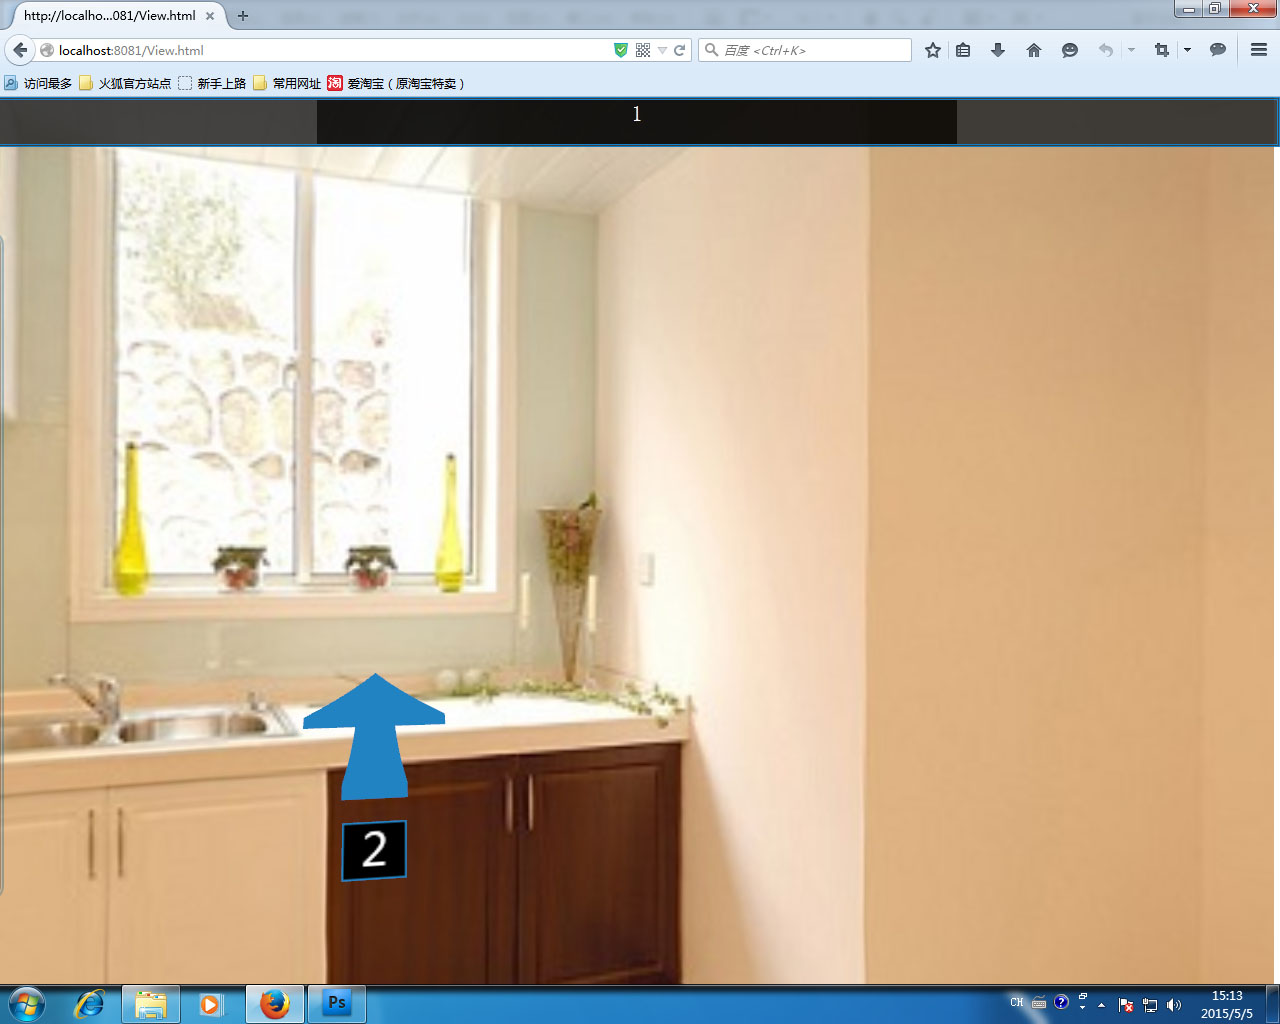 http://localho...081/View.html
localhost:8081/View.html
百度 <Ctrl+K>
访问最多 火狐官方站点 新手上路 常用网址 淘 爱淘宝（原淘宝特卖）
1
2
Ps
CH
15:13
2015/5/5